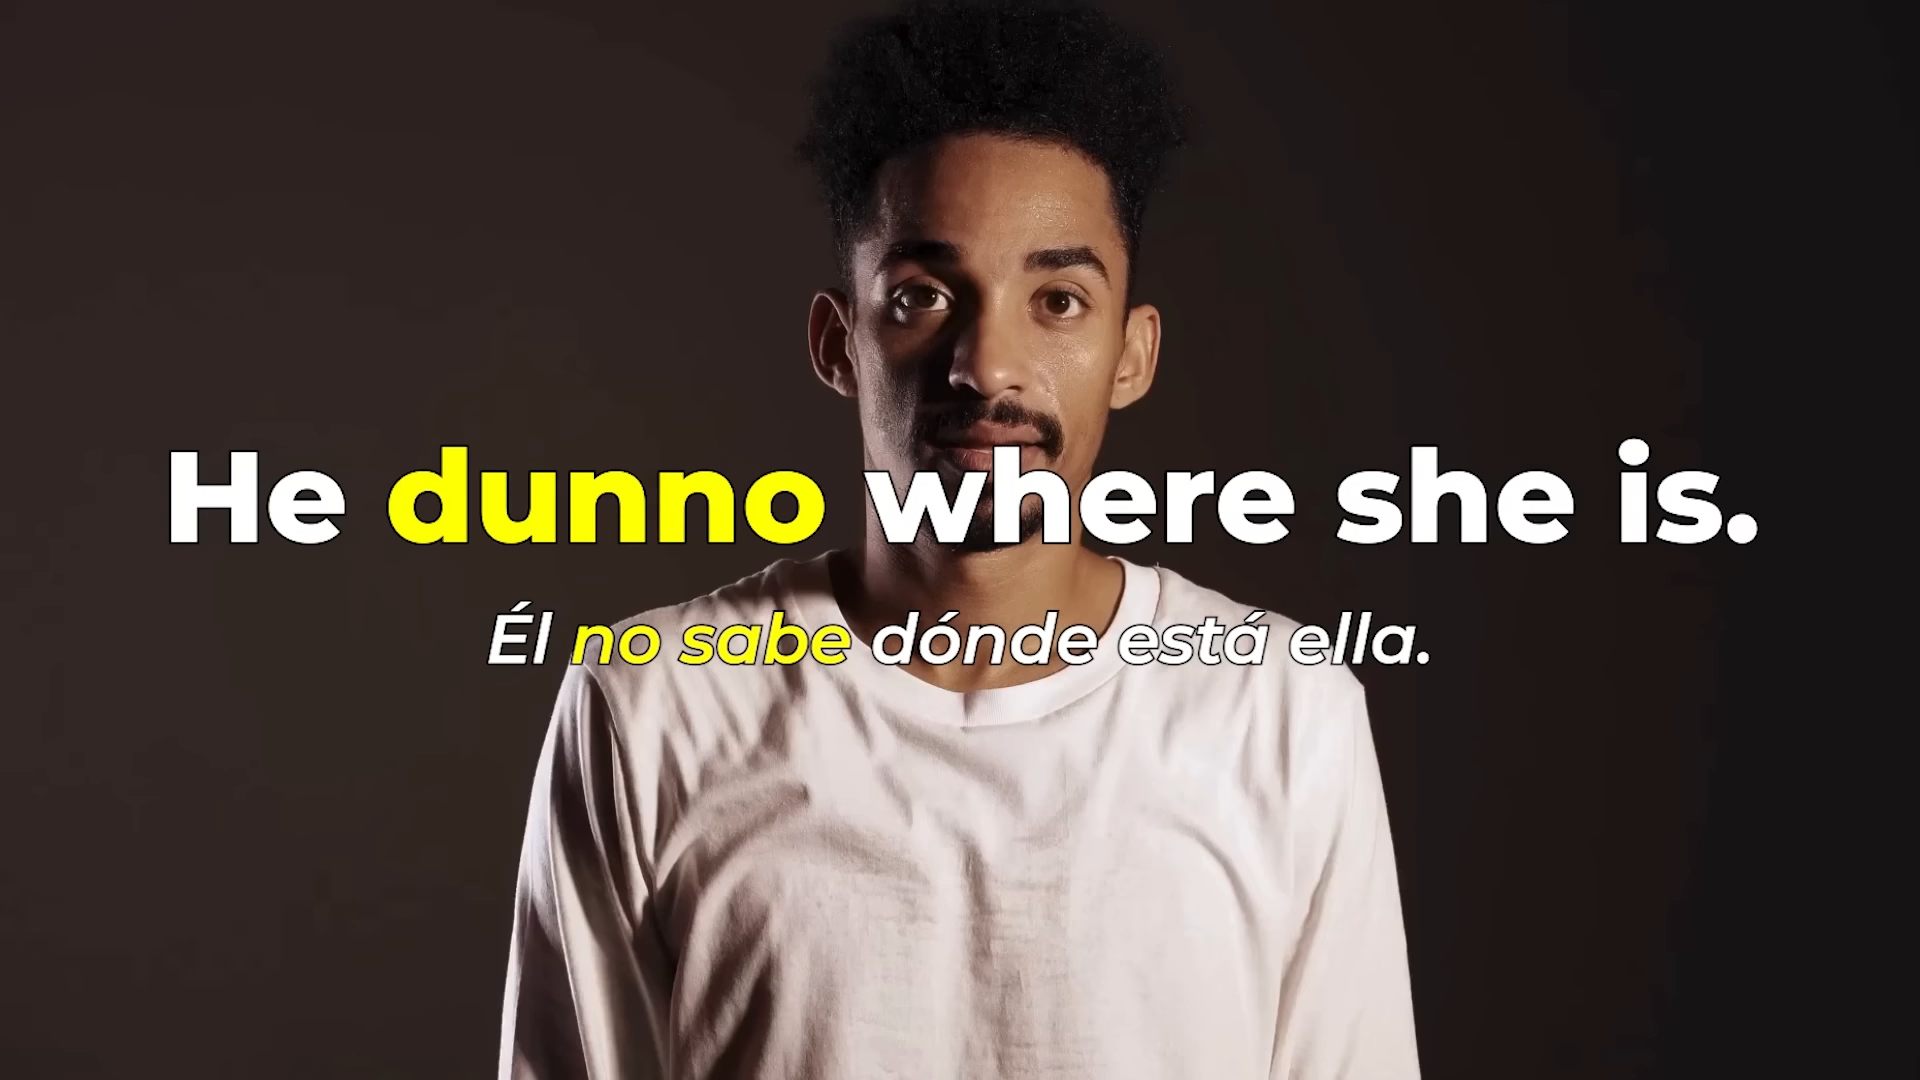 He dunno where she is.
Él no sabe dónde está ella.